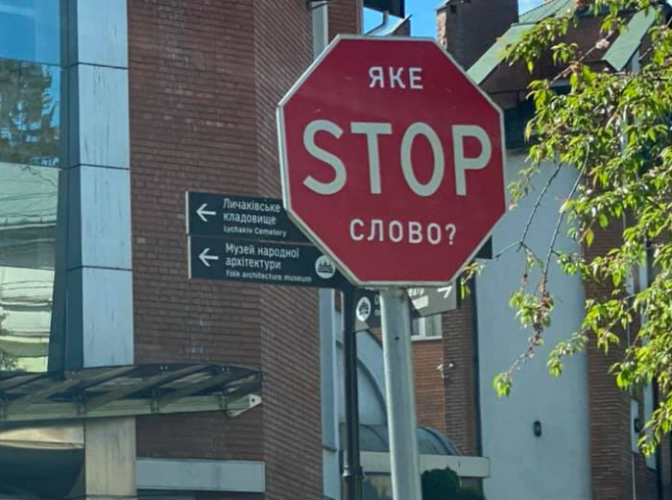 ЯКЕ
STOP
СЛОВО?
Личаківське
кладовище
Lychakiv Cemetery
Музей народної
архітектури
Folk architecture museum